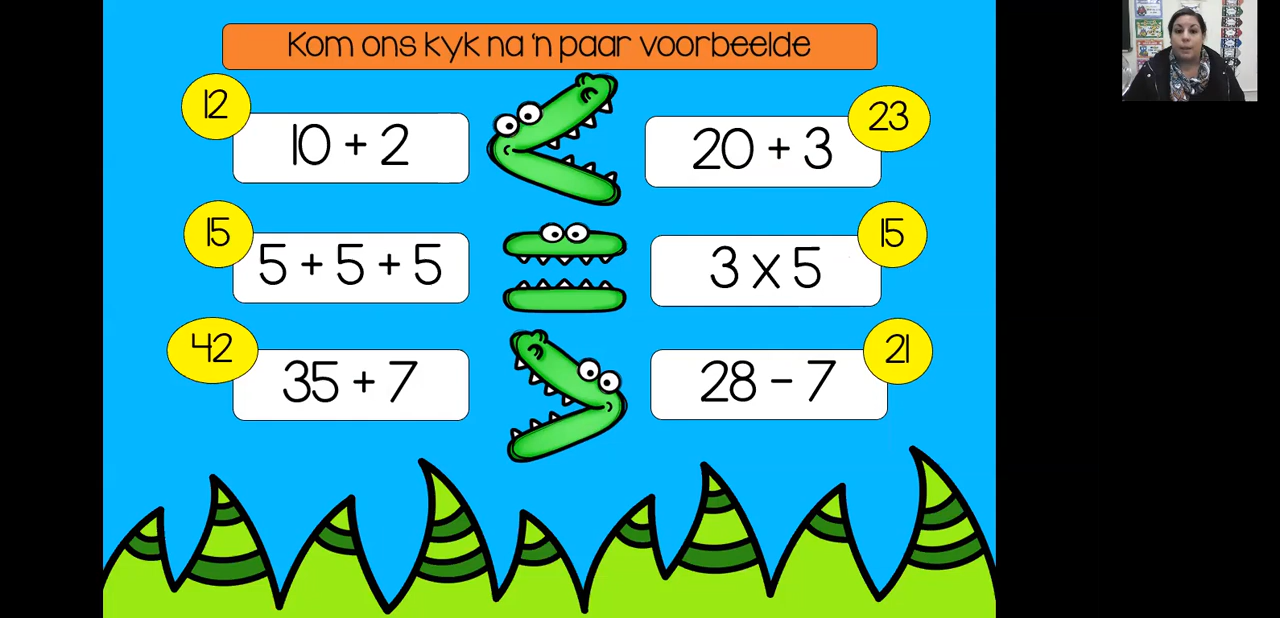 Kom ons kyk na 'n paar voorbeelde
12
10 + 2
20 + 3
23
15
5 + 5 + 5
3 x 5
15
42
35 + 7
28 - 7
21